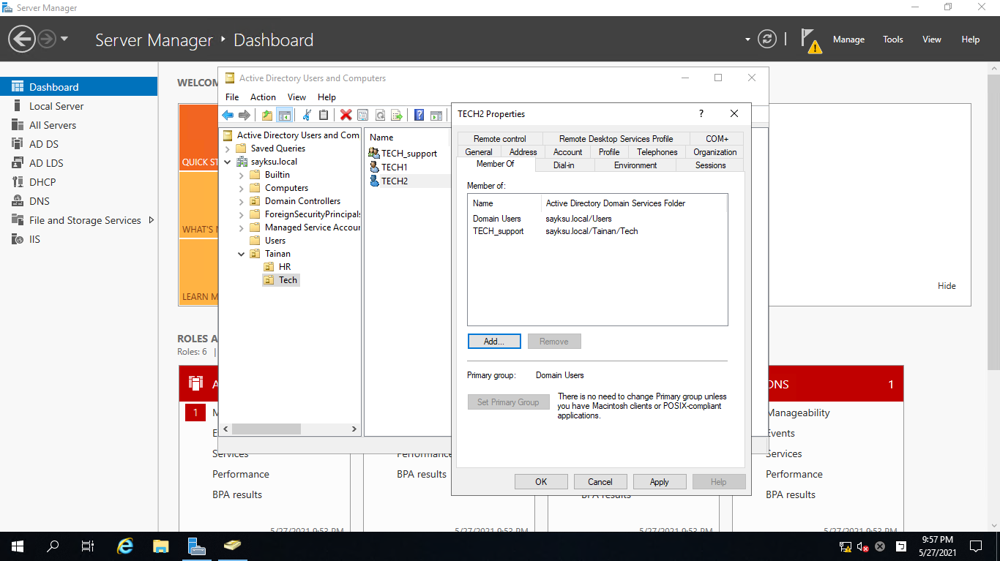 Server Manager
Server Manager ‣ Dashboard
Manage Tools View Help
Dashboard
Local Server
All Servers
AD DS
AD LDS
DHCP
DNS
File and Storage Services
IIS
WELCOM
QUICK ST
WHAT'S N
LEARN M
Hide
ROLES A
Roles: 6 |
A
1 M
E
Services
Performance
BPA results
5/27/2021 9:53 PM
Performance
BPA results
5/27/2021 9:53 PM
BPA results
5/27/2021 9:53 PM
DNS 1
Manageability
Events
Services
Performance
BPA results
5/27/2021 9:53 PM
Active Directory Users and Computers
File Action View Help
Active Directory Users and Com
Saved Queries
sayksu.local
Builtin
Computers
Domain Controllers
ForeignSecurityPrincipals
Managed Service Accour
Users
Tainan
HR
Tech
Name
TECH_support
TECH1
TECH2
TECH2 Properties
Remote control Remote Desktop Services Profile COM+
General Address Account Profile Telephones Organization
Member Of Dial-in Environment Sessions
Member of:
Name Active Directory Domain Services Folder
Domain Users sayksu.local/Users
TECH_support sayksu.local/Tainan/Tech
Add... Remove
Primary group: Domain Users
Set Primary Group
There is no need to change Primary group unless
you have Macintosh clients or POSIX-compliant
applications.
OK Cancel Apply Help
9:57 PM
5/27/2021